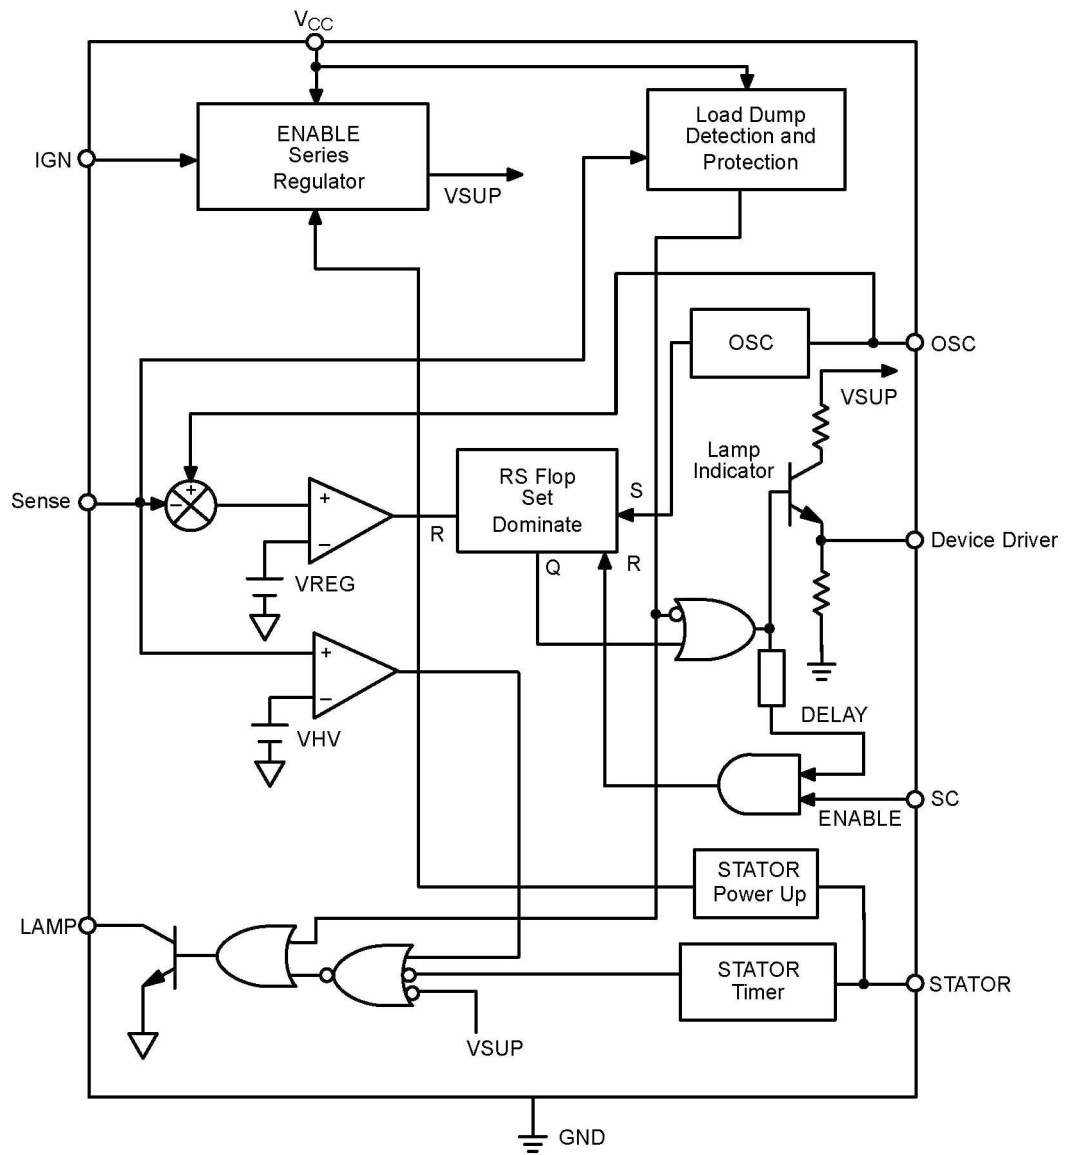 VCC
ENABLE
Series
Regulator
Load Dump
Detection and
Protection
IGN
VSUP
OSC
OSC
VSUP
Lamp
Indicator
Sense
+
−
+
−
RS Flop
Set
Dominate
S
R
R
Q
Device Driver
VREG
+
−
VHV
DELAY
SC
ENABLE
STATOR
Power Up
LAMP
STATOR
Timer
STATOR
VSUP
GND